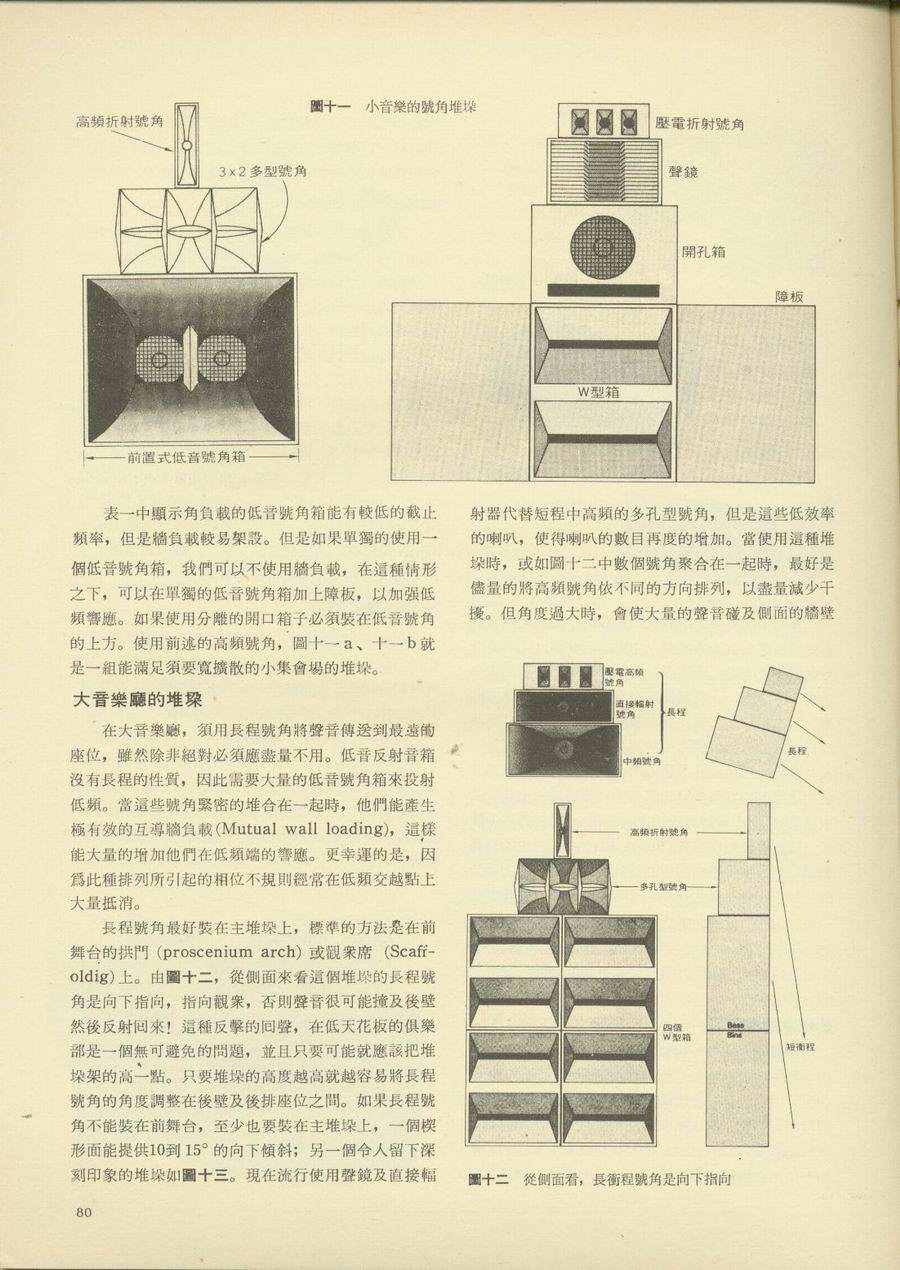 圖十一 小音樂的號角堆垜
高頻折射號角
3×2多型號角
前置式低音號角箱
壓電折射號角
聲鏡
開孔箱
障板
W型箱
表一中顯示角負載的低音號角箱能有較低的截止
頻率，但是牆負載較易架設。但是如果單獨的使用一
個低音號角箱，我們可以不使用牆負載，在這種情形
之下，可以在單獨的低音號角箱加上障板，以加强低
頻響應。如果使用分離的開口箱子必須裝在低音號角
的上方。使用前述的高頻號角，圖十一a、十一b就
是一組能滿足須要寬擴散的小集會場的堆垜。
大音樂廳的堆垜
在大音樂廳，須用長程號角將聲音傳送到最遠的
座位，雖然除非絕對必須應盡量不用。低音反射音箱
沒有長程的性質，因此需要大量的低音號角箱來投射
低頻。當這些號角緊密的堆合在一起時，他們能產生
極有效的互導牆負載(Mutual wall loading)，這樣
能大量的增加他們在低頻端的響應。更幸運的是，因
爲此種排列所引起的相位不規則經常在低頻交越點上
大量抵消。
長程號角最好裝在主堆垜上，標準的方法是在前
舞台的拱門 (proscenium arch) 或觀衆席 (Scaff-
oldig)上。由圖十二，從側面來看這個堆垜的長程號
角是向下指向，指向觀衆，否則聲音很可能撞及後壁
然後反射回來！這種反擊的回聲，在低天花板的俱樂
部是一個無可避免的問題，並且只要可能就應該把堆
垜架的高一點。只要堆垜的高度越高就越容易將長程
號角的角度調整在後壁及後排座位之間。如果長程號
角不能裝在前舞台，至少也要裝在主堆垜上，一個楔
形面能提供10到15°的向下傾斜；另一個令人留下深
刻印象的堆垜如圖十三。現在流行使用聲鏡及直接輻
射器代替短程中高頻的多孔型號角，但是這些低效率
的喇叭，使得喇叭的數目再度的增加。當使用這種堆
垜時，或如圖十二中數個號角聚合在一起時，最好是
儘量的將高頻號角依不同的方向排列，以盡量減少干
擾。但角度過大時，會使大量的聲音碰及側面的牆壁
壓電高頻
號角
直接輻射
號角
長程
中頻號角
長程
高頻折射號角
多孔型號角
四個
W型箱
Bass
Bins
短衝程
圖十二 從側面看，長衝程號角是向下指向
80